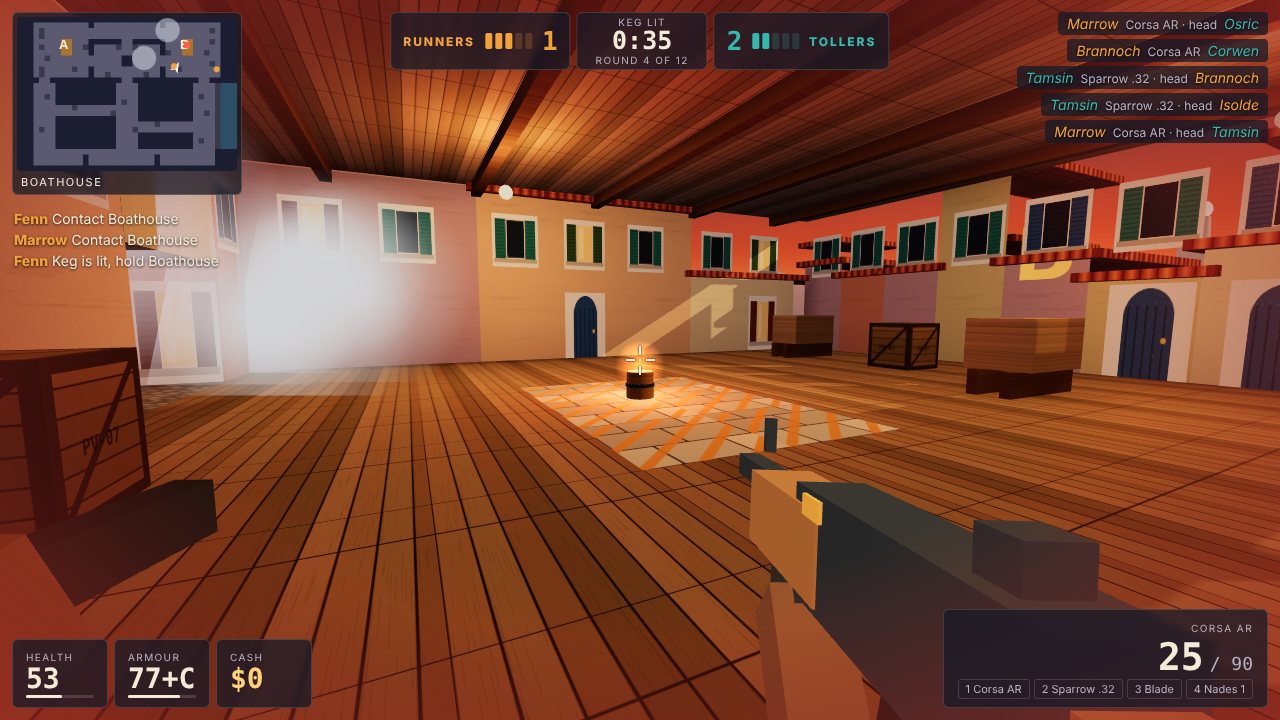 A
B
BOATHOUSE
RUNNERS 1
KEG LIT
0:35
ROUND 4 OF 12
2 TOLLERS
Marrow Corsa AR · head Osric
Brannoch Corsa AR Corwen
Tamsin Sparrow .32 · head Brannoch
Tamsin Sparrow .32 · head Isolde
Marrow Corsa AR · head Tamsin
Fenn Contact Boathouse
Marrow Contact Boathouse
Fenn Keg is lit, hold Boathouse
B
HEALTH
53
ARMOUR
77+C
CASH
$0
CORSA AR
25 / 90
1 Corsa AR
2 Sparrow .32
3 Blade
4 Nades 1